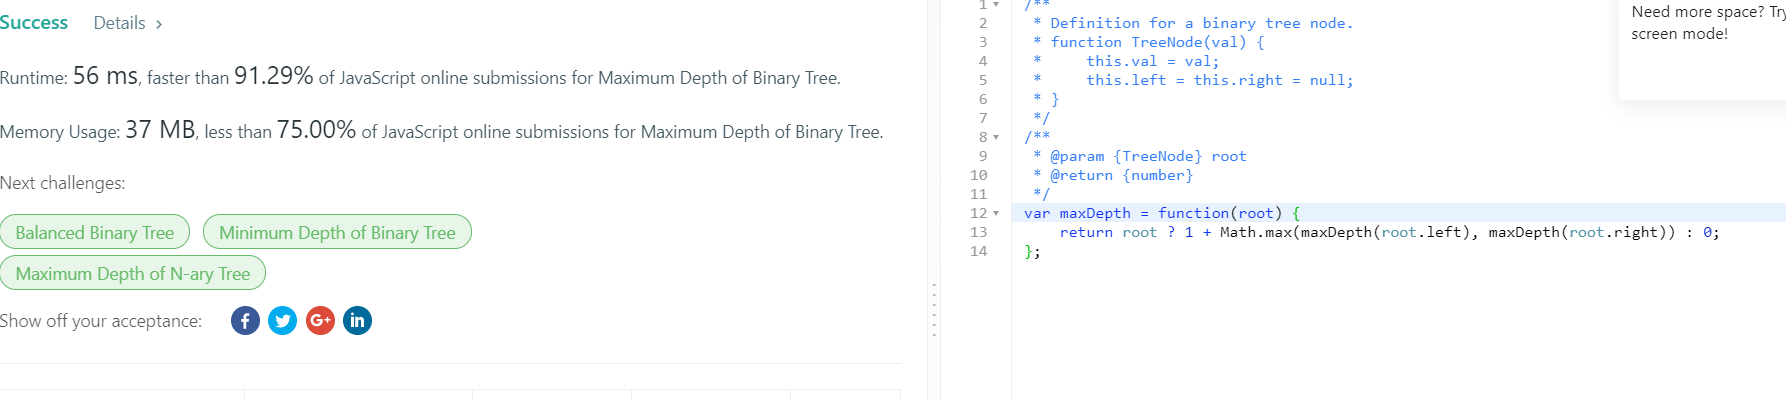 Success Details >
Runtime: 56 ms, faster than 91.29% of JavaScript online submissions for Maximum Depth of Binary Tree.
Memory Usage: 37 MB, less than 75.00% of JavaScript online submissions for Maximum Depth of Binary Tree.
Next challenges:
Balanced Binary Tree
Minimum Depth of Binary Tree
Maximum Depth of N-ary Tree
Show off your acceptance: f G+ in
1 /**
2  * Definition for a binary tree node.
3  * function TreeNode(val) {
4  *     this.val = val;
5  *     this.left = this.right = null;
6  * }
7  */
8 /**
9  * @param {TreeNode} root
10  * @return {number}
11  */
12 var maxDepth = function(root) {
13     return root ? 1 + Math.max(maxDepth(root.left), maxDepth(root.right)) : 0;
14 };
Need more space? Try
screen mode!